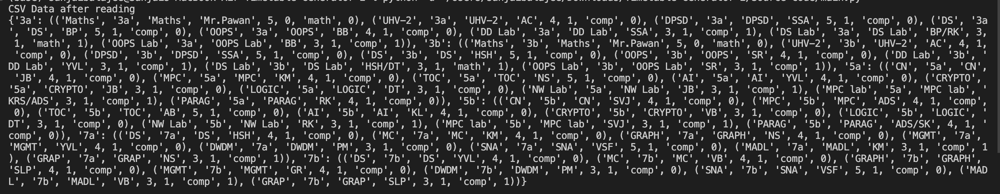 CSV Data after reading
{'3a': (('Maths', '3a', 'Maths', 'Mr.Pawan', 5, 0, 'math', 0), ('UHV-2', '3a', 'UHV-2', 'AC', 4, 1, 'comp', 0), ('DPSD', '3a', 'DPSD', 'SSA', 5, 1, 'comp', 0), ('DS', '3a
', 'DS', 'BP', 5, 1, 'comp', 0), ('OOPS', '3a', 'OOPS', 'BB', 4, 1, 'comp', 0), ('DD Lab', '3a', 'DD Lab', 'SSA', 3, 1, 'comp', 1), ('DS Lab', '3a', 'DS Lab', 'BP/RK', 3,
 1, 'math', 1), ('OOPS Lab', '3a', 'OOPS Lab', 'BB', 3, 1, 'comp', 1)), '3b': (('Maths', '3b', 'Maths', 'Mr.Pawan', 5, 0, 'math', 0), ('UHV-2', '3b', 'UHV-2', 'AC', 4, 1,
 'comp', 0), ('DPSD', '3b', 'DPSD', 'SSA', 5, 1, 'comp', 0), ('DS', '3b', 'DS', 'HSH', 5, 1, 'comp', 0), ('OOPS', '3b', 'OOPS', 'SR', 4, 1, 'comp', 0), ('DD Lab', '3b', '
DD Lab', 'YVL', 3, 1, 'comp', 1), ('DS Lab', '3b', 'DS Lab', 'HSH/DT', 3, 1, 'math', 1), ('OOPS Lab', '3b', 'OOPS Lab', 'SR', 3, 1, 'comp', 1)), '5a': (('CN', '5a', 'CN',
 'JB', 4, 1, 'comp', 0), ('MPC', '5a', 'MPC', 'KM', 4, 1, 'comp', 0), ('TOC', '5a', 'TOC', 'NS', 5, 1, 'comp', 0), ('AI', '5a', 'AI', 'YVL', 4, 1, 'comp', 0), ('CRYPTO',
'5a', 'CRYPTO', 'JB', 3, 1, 'comp', 0), ('LOGIC', '5a', 'LOGIC', 'DT', 3, 1, 'comp', 0), ('NW Lab', '5a', 'NW Lab', 'JB', 3, 1, 'comp', 1), ('MPC lab', '5a', 'MPC lab', '
KRS/ADS', 3, 1, 'comp', 1), ('PARAG', '5a', 'PARAG', 'RK', 4, 1, 'comp', 0)), '5b': (('CN', '5b', 'CN', 'SVJ', 4, 1, 'comp', 0), ('MPC', '5b', 'MPC', 'ADS', 4, 1, 'comp',
 0), ('TOC', '5b', 'TOC', 'AB', 5, 1, 'comp', 0), ('AI', '5b', 'AI', 'KL', 4, 1, 'comp', 0), ('CRYPTO', '5b', 'CRYPTO', 'VB', 3, 1, 'comp', 0), ('LOGIC', '5b', 'LOGIC', '
DT', 3, 1, 'comp', 0), ('NW Lab', '5b', 'NW Lab', 'RK', 3, 1, 'comp', 1), ('MPC lab', '5b', 'MPC lab', 'SVJ', 3, 1, 'comp', 1), ('PARAG', '5b', 'PARAG', 'ADS/SK', 4, 1, '
comp', 0)), '7a': (('DS', '7a', 'DS', 'HSH', 4, 1, 'comp', 0), ('MC', '7a', 'MC', 'KM', 4, 1, 'comp', 0), ('GRAPH', '7a', 'GRAPH', 'NS', 4, 1, 'comp', 0), ('MGMT', '7a',
'MGMT', 'YVL', 4, 1, 'comp', 0), ('DWDM', '7a', 'DWDM', 'PM', 3, 1, 'comp', 0), ('SNA', '7a', 'SNA', 'VSF', 5, 1, 'comp', 0), ('MADL', '7a', 'MADL', 'KM', 3, 1, 'comp', 1
), ('GRAP', '7a', 'GRAP', 'NS', 3, 1, 'comp', 1)), '7b': (('DS', '7b', 'DS', 'YVL', 4, 1, 'comp', 0), ('MC', '7b', 'MC', 'VB', 4, 1, 'comp', 0), ('GRAPH', '7b', 'GRAPH',
'SLP', 4, 1, 'comp', 0), ('MGMT', '7b', 'MGMT', 'GR', 4, 1, 'comp', 0), ('DWDM', '7b', 'DWDM', 'PM', 3, 1, 'comp', 0), ('SNA', '7b', 'SNA', 'VSF', 5, 1, 'comp', 0), ('MAD
L', '7b', 'MADL', 'VB', 3, 1, 'comp', 1), ('GRAP', '7b', 'GRAP', 'SLP', 3, 1, 'comp', 1))}